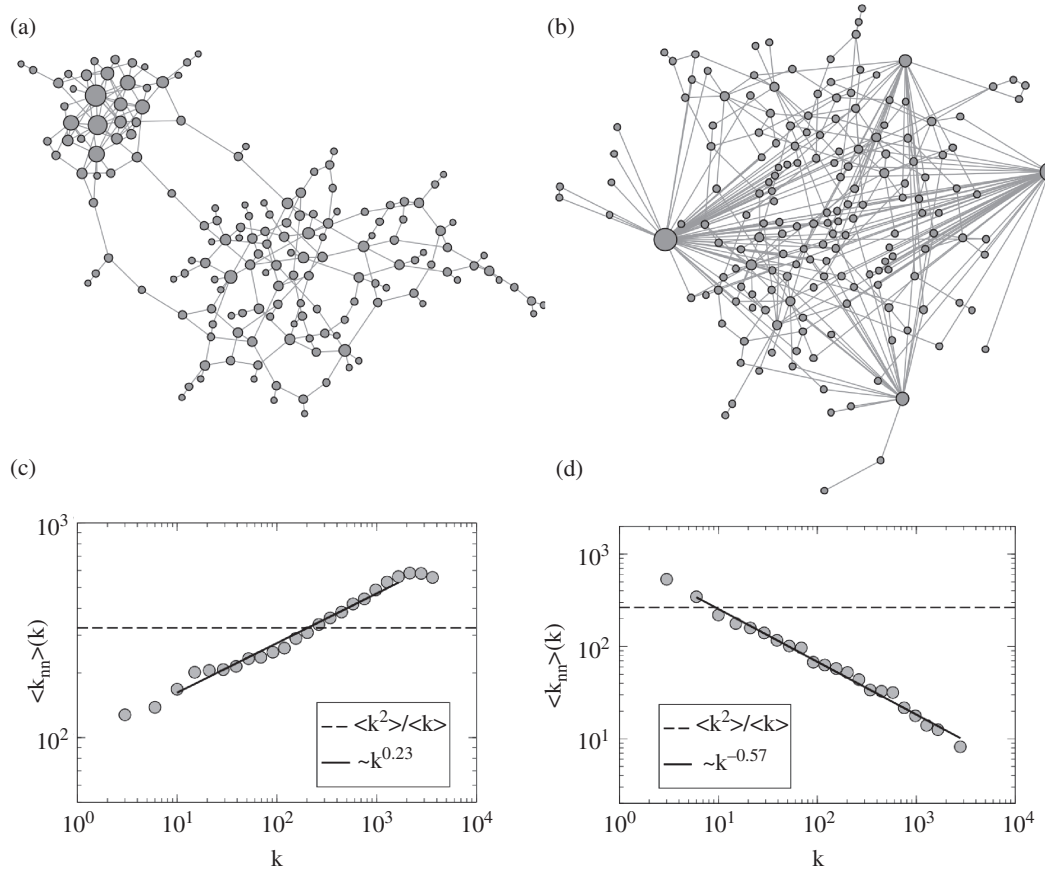 (a)
(b)
(c)
(d)
10³
10²
<k_nn>(k)
<k²>/<k>
~k^0.23
10⁰ 10¹ 10² 10³ 10⁴
k
10³
10²
10¹
<k_nn>(k)
<k²>/<k>
~k^−0.57
10⁰ 10¹ 10² 10³ 10⁴
k